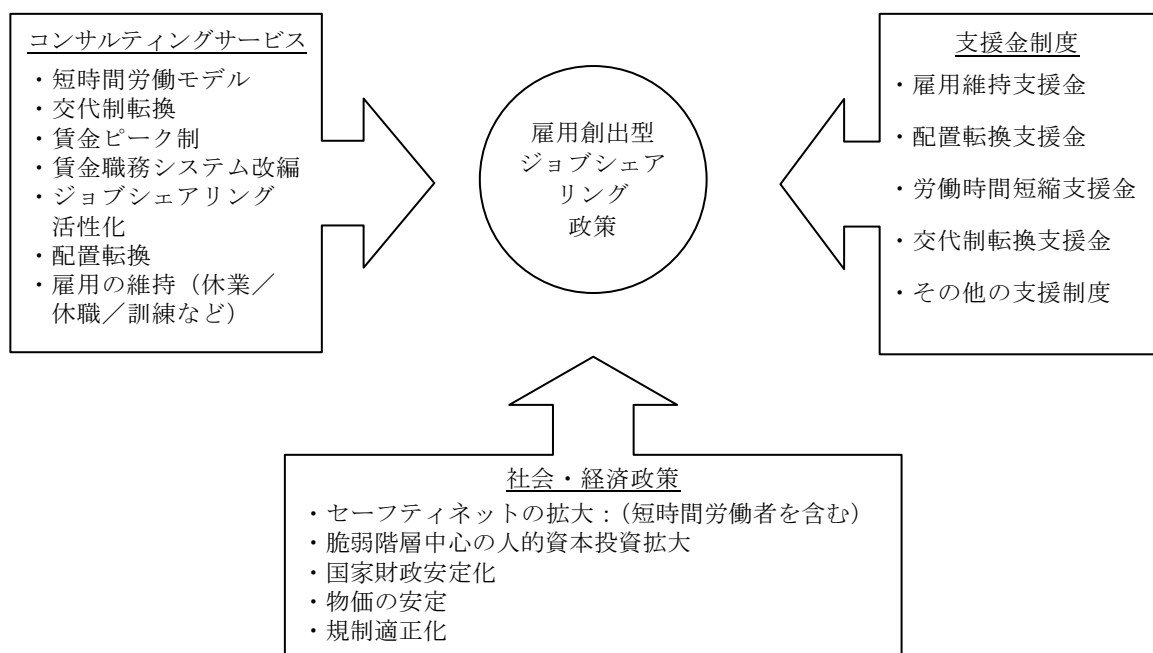 コンサルティングサービス
・短時間労働モデル
・交代制転換
・賃金ピーク制
・賃金職務システム改編
・ジョブシェアリング
活性化
・配置転換
・雇用の維持（休業／
休職／訓練など）
雇用創出型
ジョブシェア
リング
政策
支援金制度
・雇用維持支援金
・配置転換支援金
・労働時間短縮支援金
・交代制転換支援金
・その他の支援制度
社会・経済政策
・セーフティネットの拡大：（短時間労働者を含む）
・脆弱階層中心の人的資本投資拡大
・国家財政安定化
・物価の安定
・規制適正化